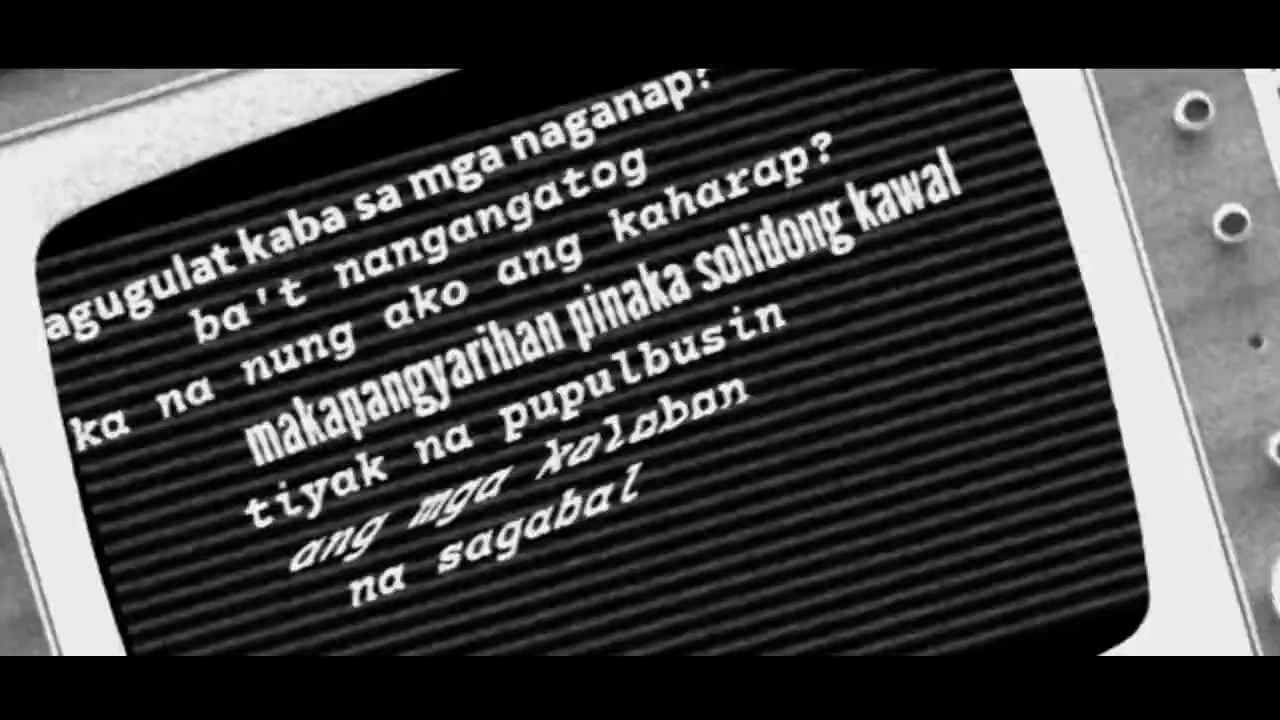 agugulat kaba sa mga naganap?
ba't nangangatog
ka na nung ako ang kaharap?
makapangyarihan pinaka solidong kawal
tiyak na pupulbusin
ang mga kalaban
na sagabal